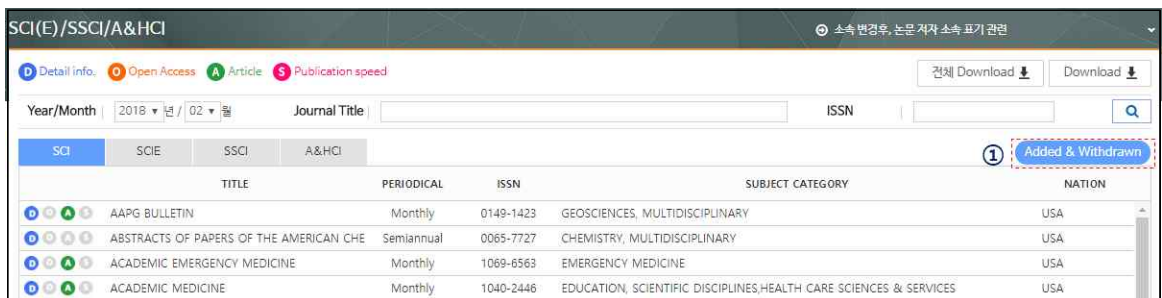 SCI(E)/SSCI/A&HCI 소속변경후, 논문 저자 소속 표기 관련
D Detail info. O Open Access A Article S Publication speed 전체 Download Download
Year/Month 2018 년 / 02 월 Journal Title ISSN
SCI SCIE SSCI A&HCI ① Added & Withdrawn
TITLE PERIODICAL ISSN SUBJECT CATEGORY NATION
D O A S AAPG BULLETIN Monthly 0149-1423 GEOSCIENCES, MULTIDISCIPLINARY USA
D O A S ABSTRACTS OF PAPERS OF THE AMERICAN CHE Semiannual 0065-7727 CHEMISTRY, MULTIDISCIPLINARY USA
D O A S ACADEMIC EMERGENCY MEDICINE Monthly 1069-6563 EMERGENCY MEDICINE USA
D O A S ACADEMIC MEDICINE Monthly 1040-2446 EDUCATION, SCIENTIFIC DISCIPLINES,HEALTH CARE SCIENCES & SERVICES USA